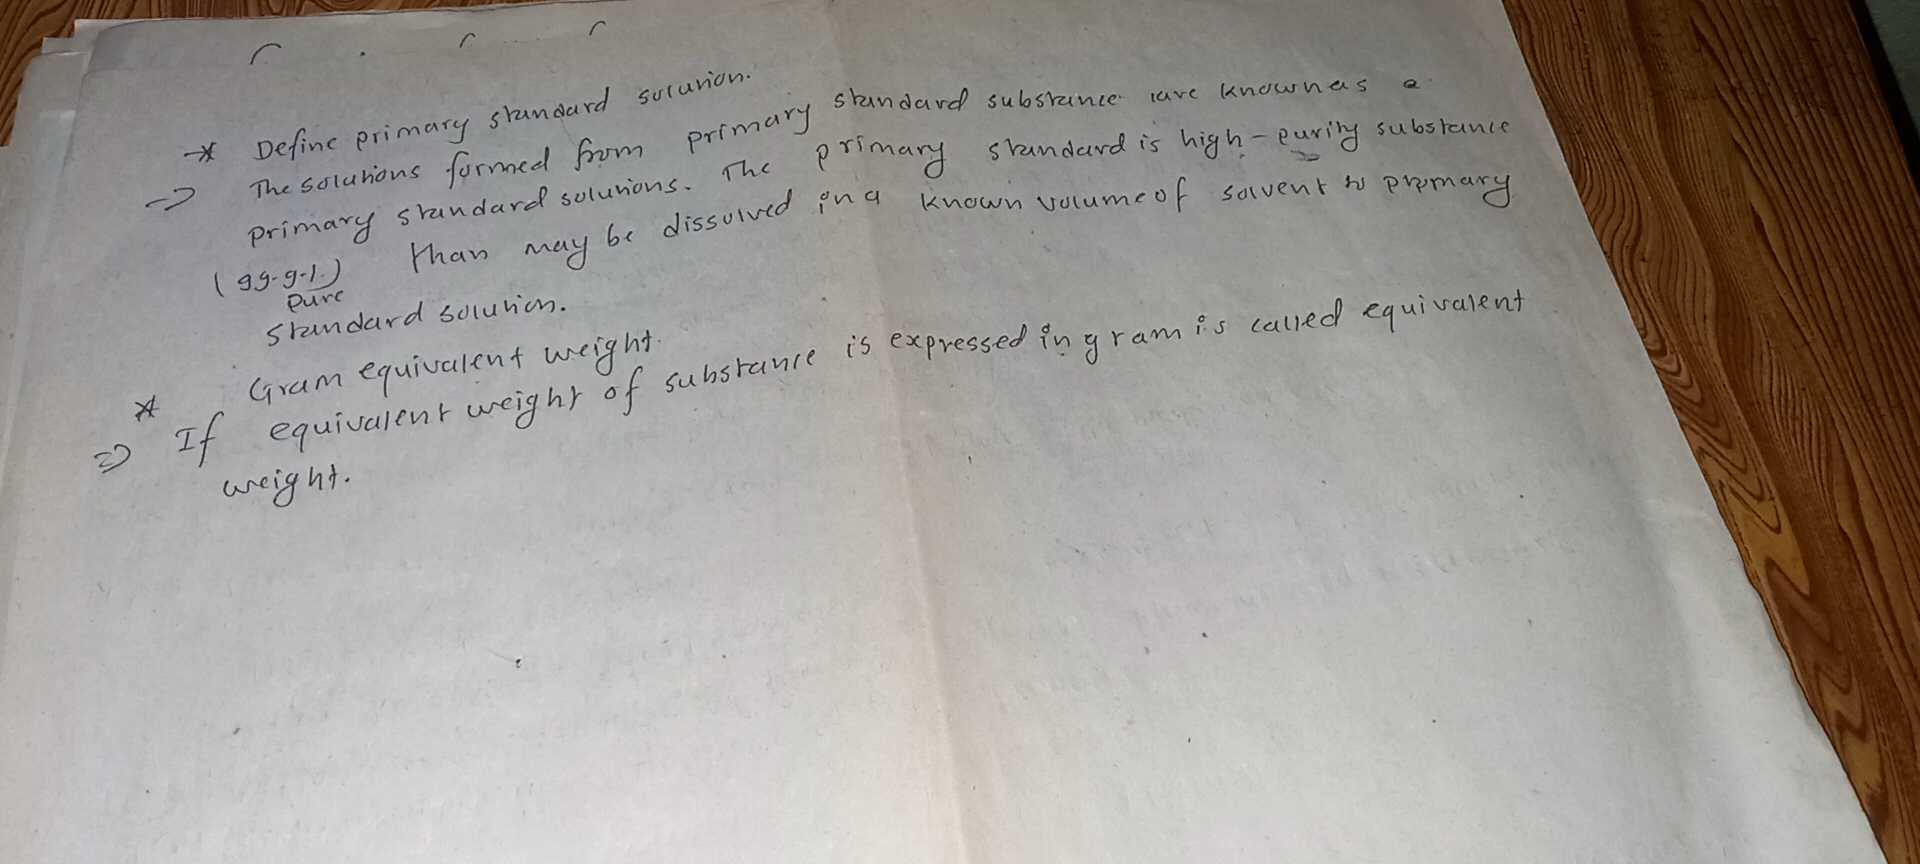 * Define primary standard solution.
=> The solutions formed from primary standard substance are known as a
primary standard solutions. The primary standard is high-purity substance
(99.9%) than may be dissolved in a known volume of solvent to primary
pure
standard solution.
* Gram equivalent weight.
=> If equivalent weight of substance is expressed in gram is called equivalent
weight.